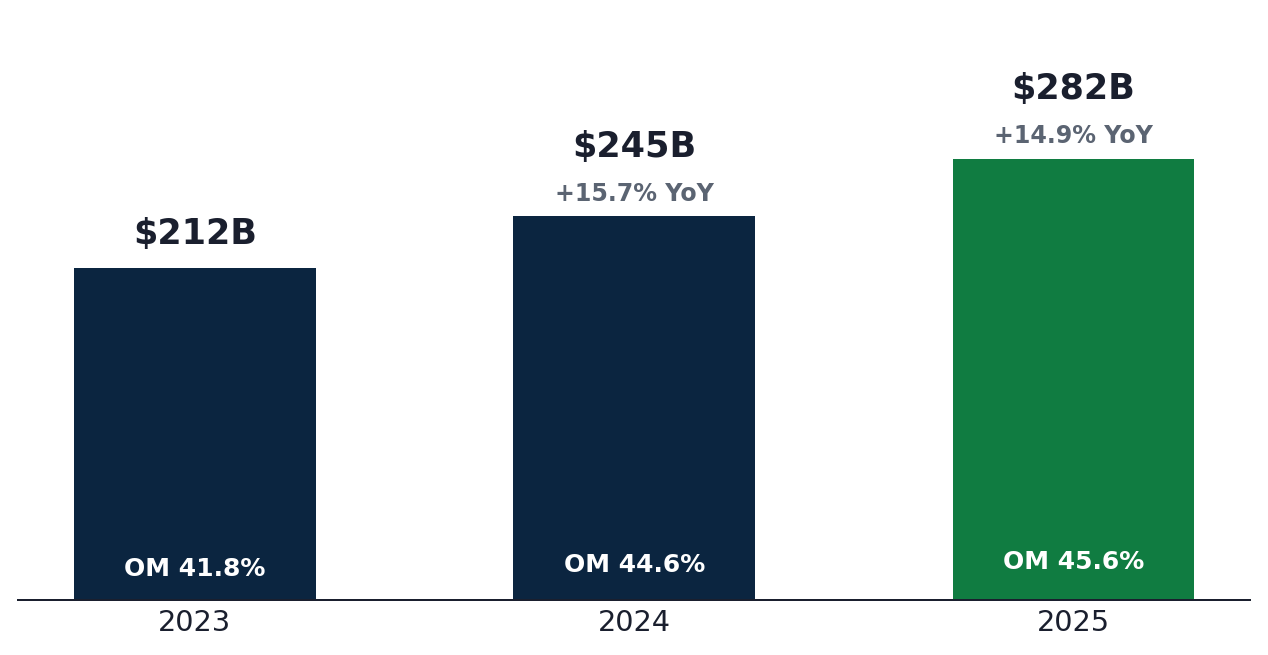 $212B
OM 41.8%
2023
$245B
+15.7% YoY
OM 44.6%
2024
$282B
+14.9% YoY
OM 45.6%
2025